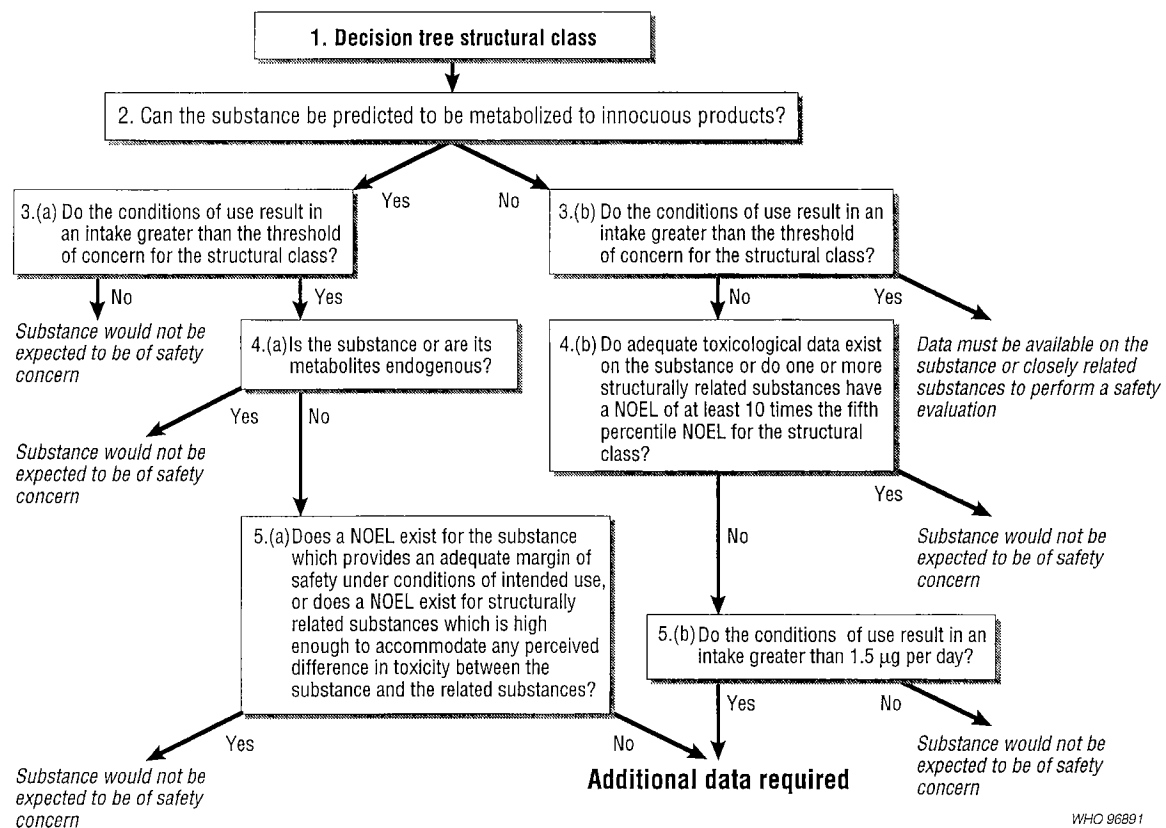 1. Decision tree structural class
2. Can the substance be predicted to be metabolized to innocuous products?
Yes
No
3.(a) Do the conditions of use result in
an intake greater than the threshold
of concern for the structural class?
3.(b) Do the conditions of use result in an
intake greater than the threshold
of concern for the structural class?
No
Yes
No
Yes
Substance would not be
expected to be of safety
concern
4.(a) Is the substance or are its
metabolites endogenous?
4.(b) Do adequate toxicological data exist
on the substance or do one or more
structurally related substances have
a NOEL of at least 10 times the fifth
percentile NOEL for the structural
class?
Data must be available on the
substance or closely related
substances to perform a safety
evaluation
Yes
No
Substance would not be
expected to be of safety
concern
Yes
No
Substance would not be
expected to be of safety
concern
5.(a) Does a NOEL exist for the substance
which provides an adequate margin of
safety under conditions of intended use,
or does a NOEL exist for structurally
related substances which is high
enough to accommodate any perceived
difference in toxicity between the
substance and the related substances?
5.(b) Do the conditions of use result in an
intake greater than 1.5 μg per day?
Yes
No
Yes
No
Substance would not be
expected to be of safety
concern
Additional data required
Substance would not be
expected to be of safety
concern
WHO 96891